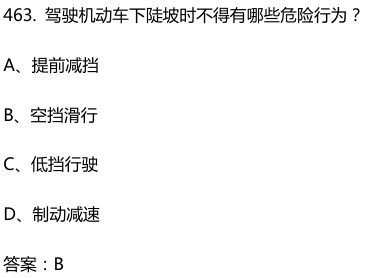 463. 驾驶机动车下陡坡时不得有哪些危险行为？
A、提前减挡
B、空挡滑行
C、低挡行驶
D、制动减速
答案：B